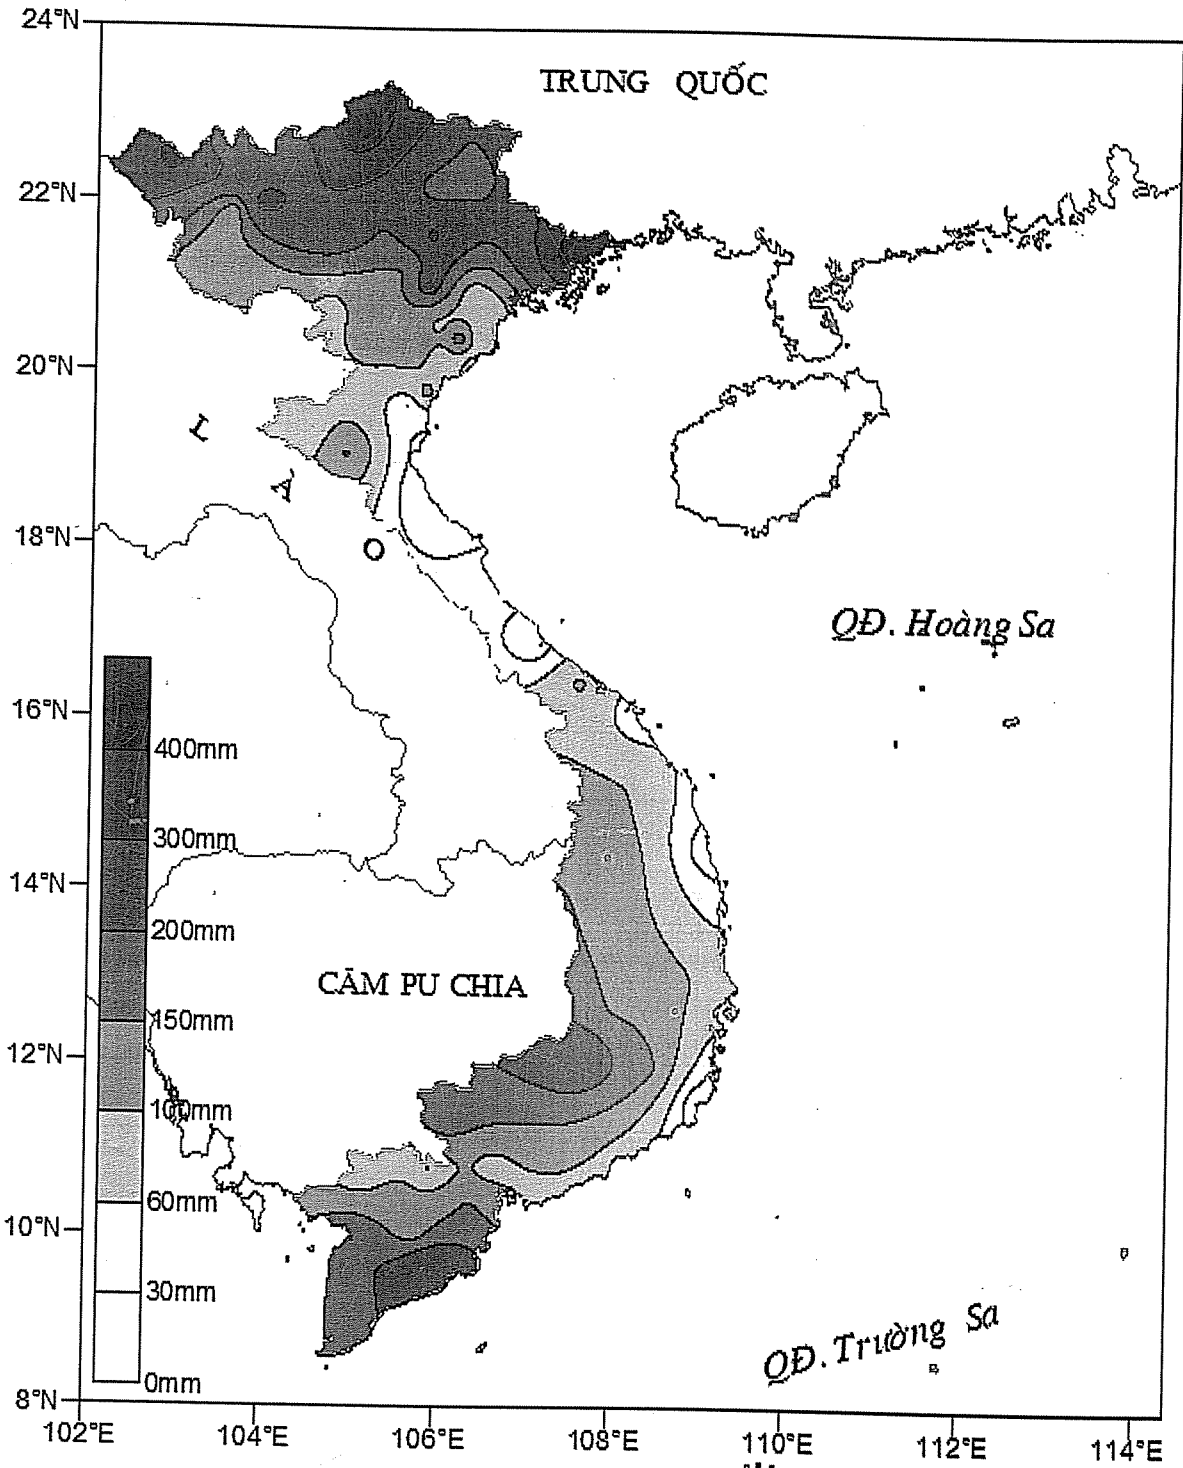 24°N
TRUNG QUỐC
22°N
20°N
L
À
O
18°N
QĐ. Hoàng Sa
16°N
400mm
300mm
14°N
200mm
CĂM PU CHIA
150mm
12°N
100mm
60mm
10°N
30mm
QĐ. Trường Sa
0mm
8°N
102°E 104°E 106°E 108°E 110°E 112°E 114°E